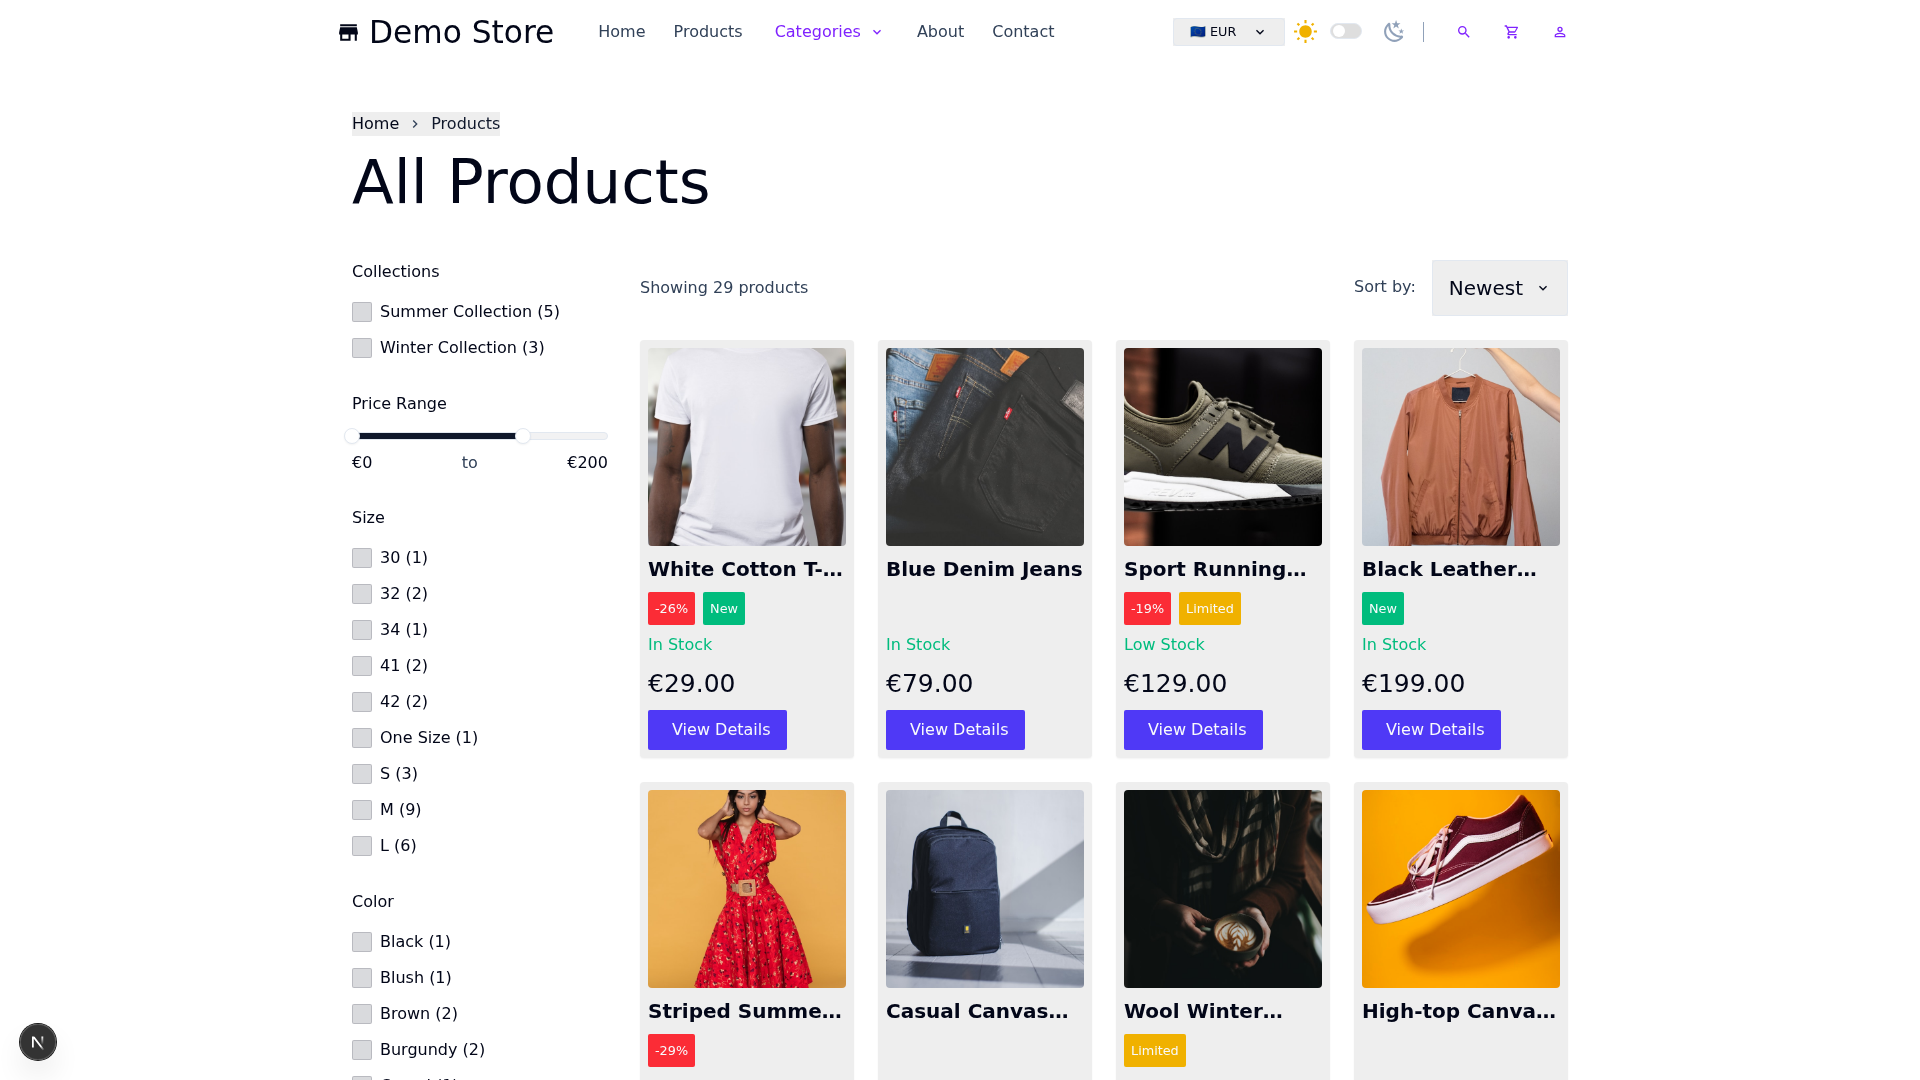 Demo Store
Home
Products
Categories
About
Contact
EUR
Home
Products
All Products
Collections
Summer Collection (5)
Winter Collection (3)
Price Range
€0
to
€200
Size
30 (1)
32 (2)
34 (1)
41 (2)
42 (2)
One Size (1)
S (3)
M (9)
L (6)
Color
Black (1)
Blush (1)
Brown (2)
Burgundy (2)
Showing 29 products
Sort by:
Newest
White Cotton T-...
-26%
New
In Stock
€29.00
View Details
Blue Denim Jeans
In Stock
€79.00
View Details
Sport Running...
-19%
Limited
Low Stock
€129.00
View Details
Black Leather...
New
In Stock
€199.00
View Details
Striped Summe...
-29%
Casual Canvas...
Wool Winter...
Limited
High-top Canva...